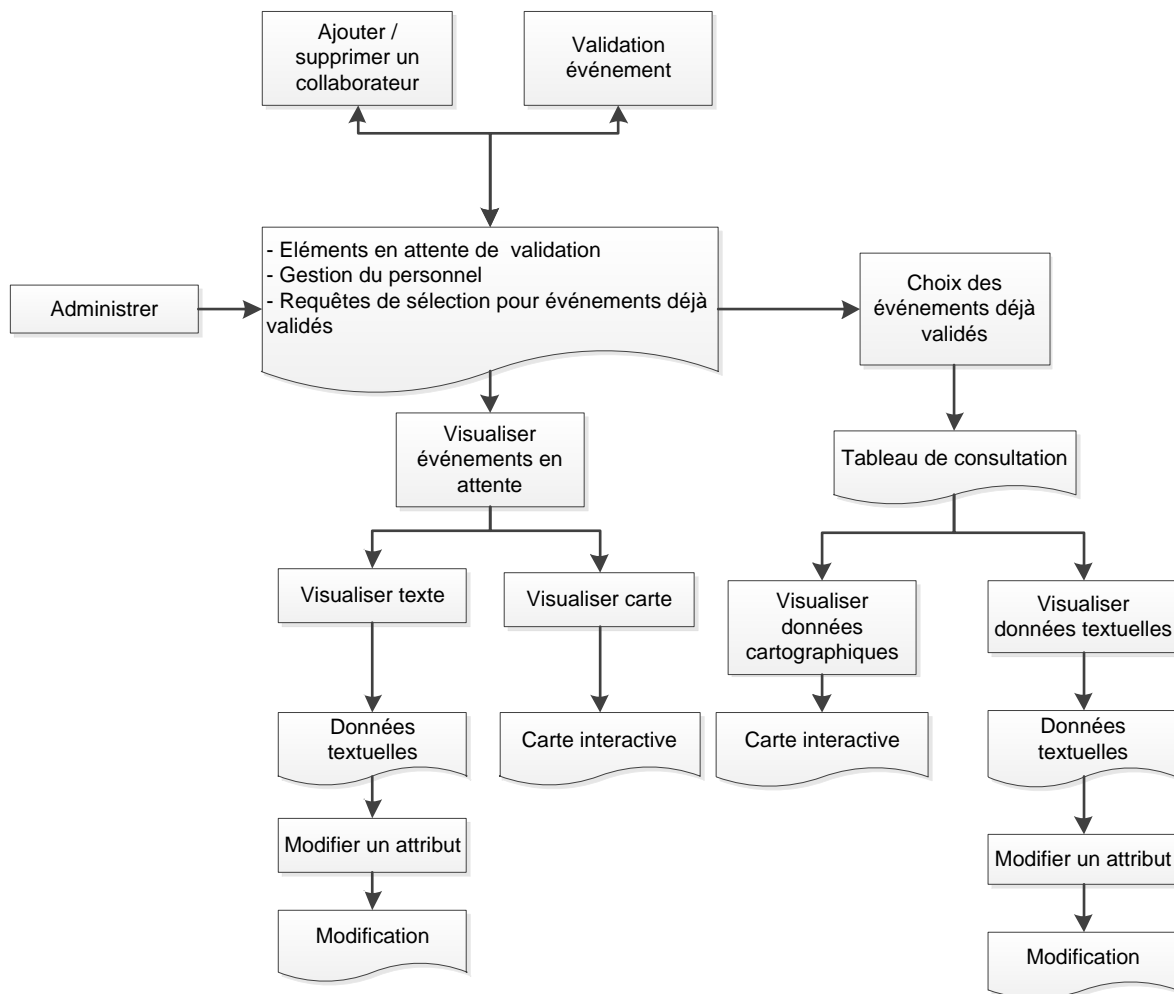 Ajouter /
supprimer un
collaborateur
Validation
événement
- Eléments en attente de  validation
- Gestion du personnel
- Requêtes de sélection pour événements déjà
validés
Administrer
Choix des
événements déjà
validés
Visualiser
événements en
attente
Tableau de consultation
Visualiser texte
Visualiser carte
Visualiser
données
cartographiques
Visualiser
données textuelles
Données
textuelles
Carte interactive
Carte interactive
Données
textuelles
Modifier un attribut
Modifier un attribut
Modification
Modification